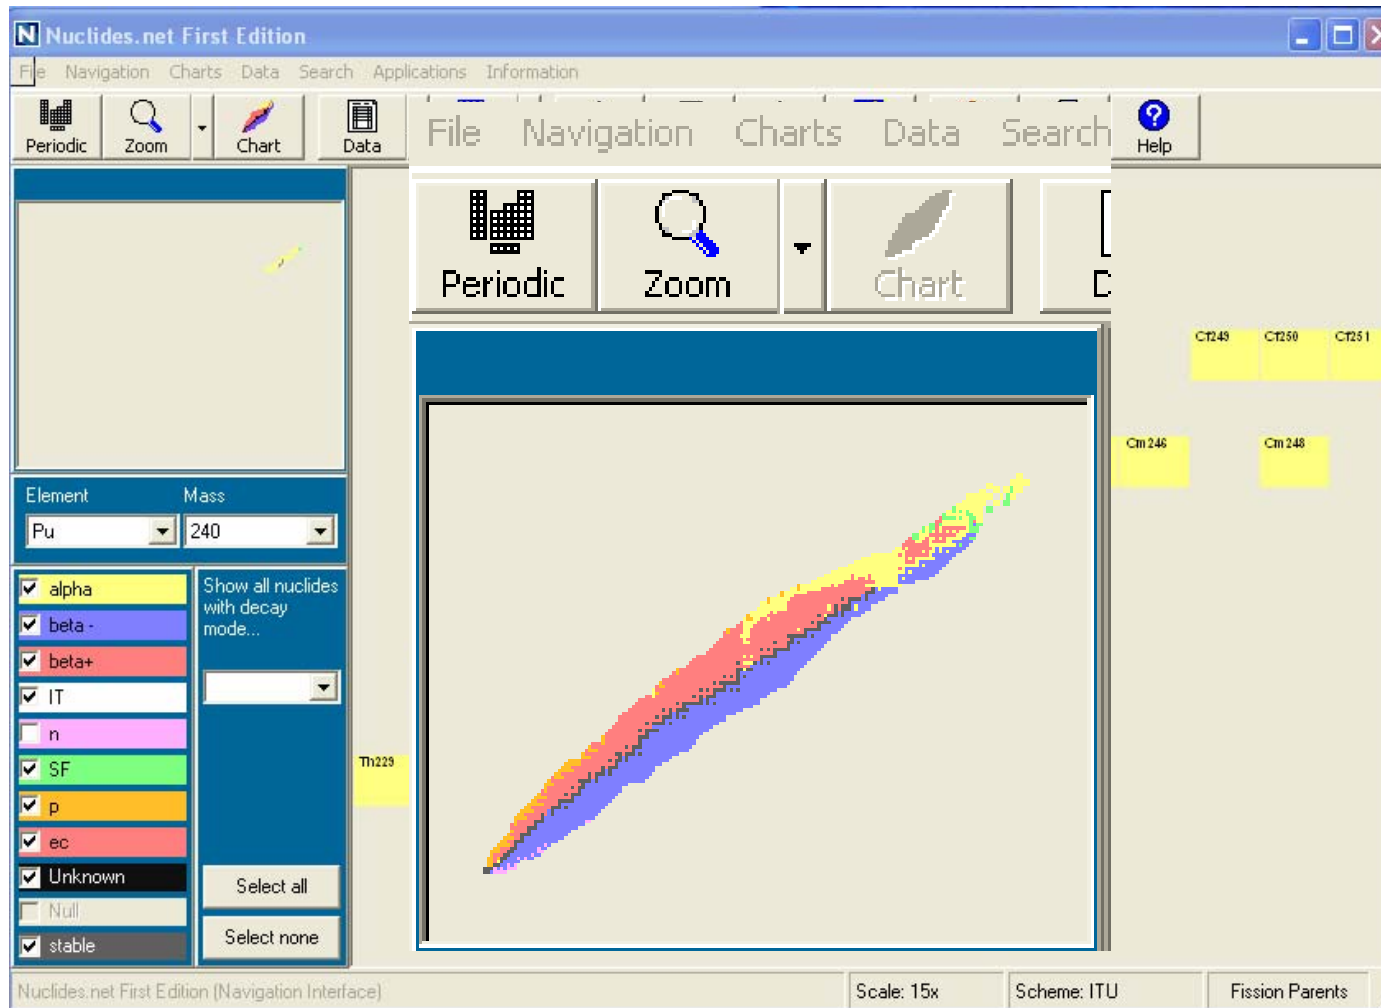 Nuclides.net First Edition
File Navigation Charts Data Search Applications Information
Periodic Zoom Chart Data Help
File Navigation Charts Data Search
Periodic Zoom Chart
Cf249 Cf250 Cf251
Cm246 Cm248
Element Mass
Pu 240
alpha
beta -
beta+
IT
n
SF
p
ec
Unknown
Null
stable
Show all nuclides
with decay
mode...
Select all
Select none
Th229
Nuclides.net First Edition (Navigation Interface) Scale: 15x Scheme: ITU Fission Parents